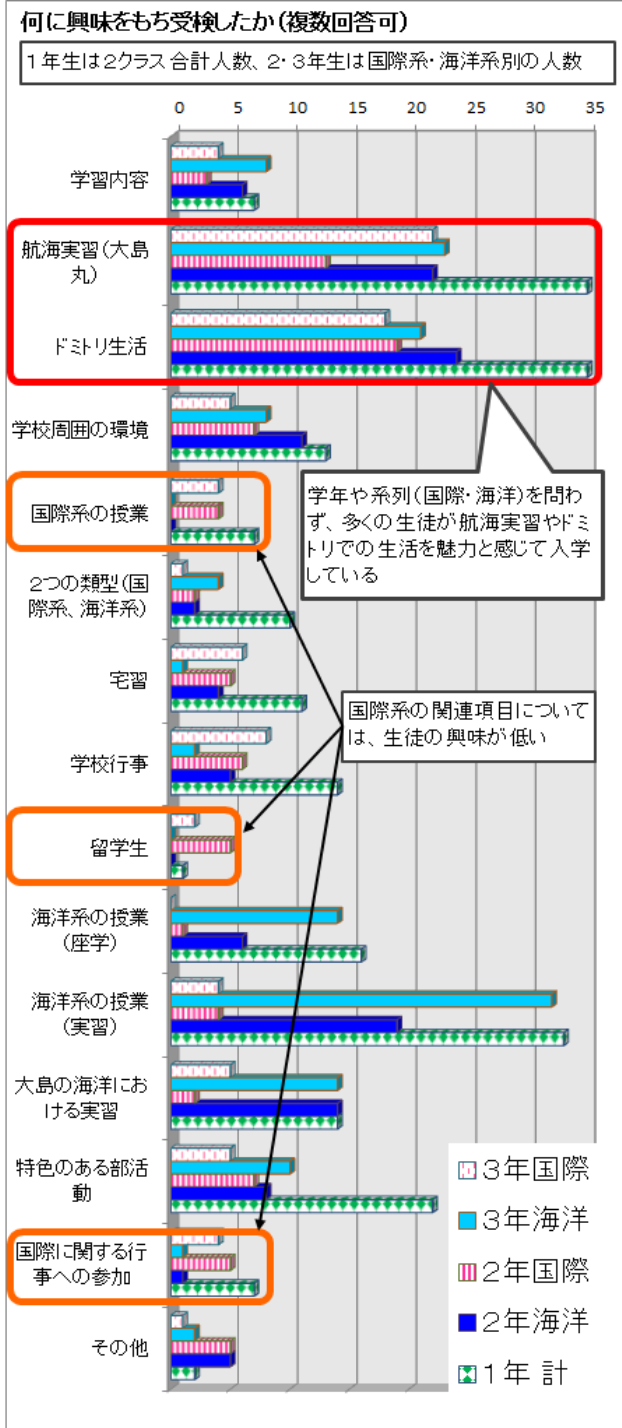 何に興味をもち受検したか(複数回答可)
1年生は2クラス合計人数、2・3年生は国際系・海洋系別の人数
0 5 10 15 20 25 30 35
学習内容
航海実習(大島
丸)
ドミトリ生活
学校周囲の環境
国際系の授業
学年や系列(国際・海洋)を問わ
ず、多くの生徒が航海実習やドミ
トリでの生活を魅力と感じて入学
している
2つの類型(国
際系、海洋系)
宅習
国際系の関連項目について
は、生徒の興味が低い
学校行事
留学生
海洋系の授業
(座学)
海洋系の授業
(実習)
大島の海洋にお
ける実習
特色のある部活
動
国際に関する行
事への参加
その他
3年国際
3年海洋
2年国際
2年海洋
1年 計